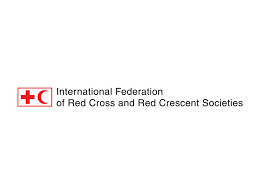 International Federation
of Red Cross and Red Crescent Societies